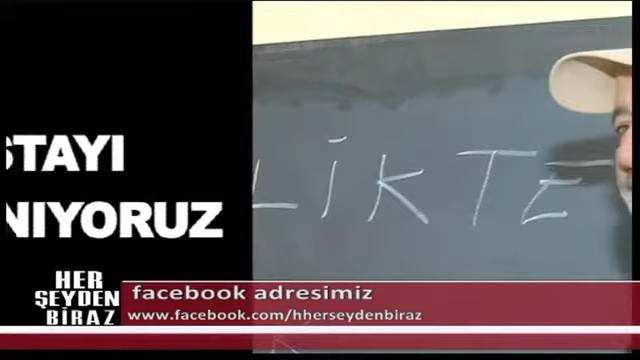 STAYI
NIYORUZ
LİKTE
HER
ŞEYDEN
BİRAZ
facebook adresimiz
www.facebook.com/hherseydenbiraz